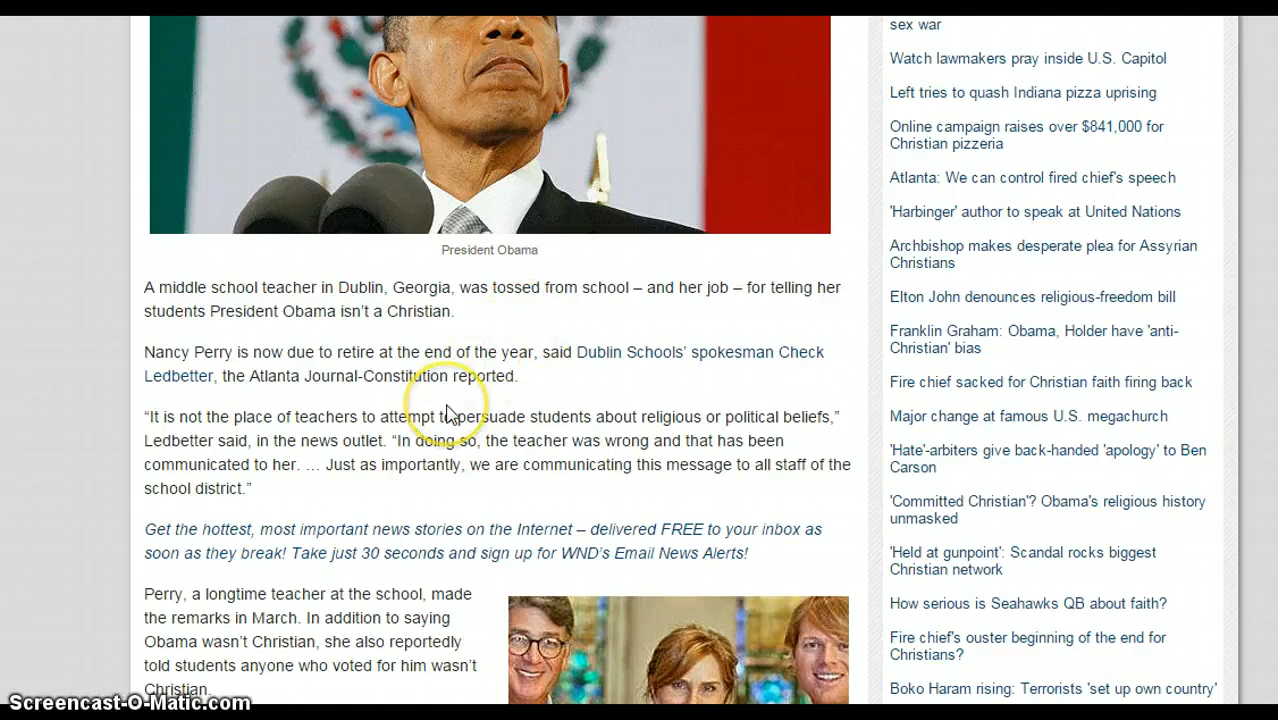 President Obama
A middle school teacher in Dublin, Georgia, was tossed from school – and her job – for telling her
students President Obama isn't a Christian.
Nancy Perry is now due to retire at the end of the year, said Dublin Schools' spokesman Check
Ledbetter, the Atlanta Journal-Constitution reported.
“It is not the place of teachers to attempt to persuade students about religious or political beliefs,”
Ledbetter said, in the news outlet. “In doing so, the teacher was wrong and that has been
communicated to her. … Just as importantly, we are communicating this message to all staff of the
school district.”
Get the hottest, most important news stories on the Internet – delivered FREE to your inbox as
soon as they break! Take just 30 seconds and sign up for WND's Email News Alerts!
Perry, a longtime teacher at the school, made
the remarks in March. In addition to saying
Obama wasn't Christian, she also reportedly
told students anyone who voted for him wasn't
Christian.
sex war
Watch lawmakers pray inside U.S. Capitol
Left tries to quash Indiana pizza uprising
Online campaign raises over $841,000 for
Christian pizzeria
Atlanta: We can control fired chief's speech
'Harbinger' author to speak at United Nations
Archbishop makes desperate plea for Assyrian
Christians
Elton John denounces religious-freedom bill
Franklin Graham: Obama, Holder have 'anti-
Christian' bias
Fire chief sacked for Christian faith firing back
Major change at famous U.S. megachurch
'Hate'-arbiters give back-handed 'apology' to Ben
Carson
'Committed Christian'? Obama's religious history
unmasked
'Held at gunpoint': Scandal rocks biggest
Christian network
How serious is Seahawks QB about faith?
Fire chief's ouster beginning of the end for
Christians?
Boko Haram rising: Terrorists 'set up own country'
Screencast-O-Matic.com